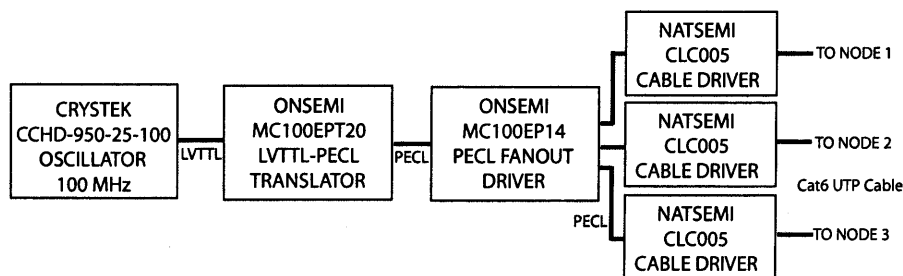 CRYSTEK
CCHD-950-25-100
OSCILLATOR
100 MHz
LVTTL
ONSEMI
MC100EPT20
LVTTL-PECL
TRANSLATOR
PECL
ONSEMI
MC100EP14
PECL FANOUT
DRIVER
PECL
NATSEMI
CLC005
CABLE DRIVER
TO NODE 1
NATSEMI
CLC005
CABLE DRIVER
TO NODE 2
Cat6 UTP Cable
NATSEMI
CLC005
CABLE DRIVER
TO NODE 3